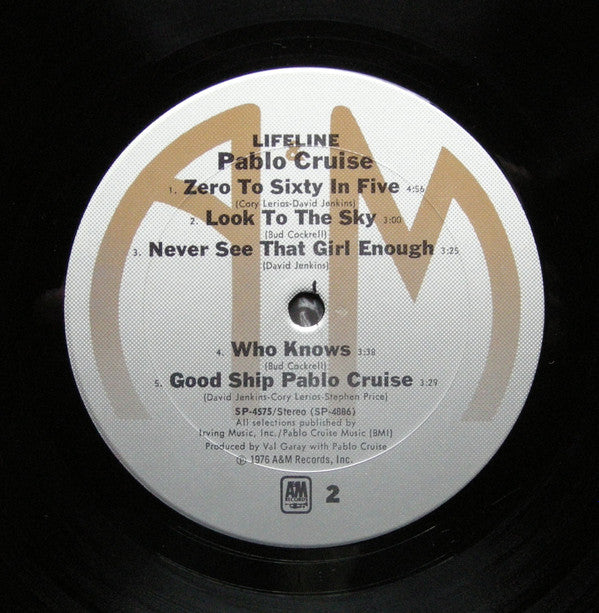 LIFELINE
Pablo Cruise
1. Zero To Sixty In Five 4:56
(Cory Lerios-David Jenkins)
2. Look To The Sky 3:00
(Bud Cockrell)
3. Never See That Girl Enough 3:25
(David Jenkins)
4. Who Knows 3:38
(Bud Cockrell)
5. Good Ship Pablo Cruise 3:29
(David Jenkins-Cory Lerios-Stephen Price)
SP-4575/Stereo (SP-4886)
All selections published by
Irving Music, Inc./Pablo Cruise Music (BMI)
Produced by Val Garay with Pablo Cruise
℗ 1976 A&M Records, Inc.
A&M
RECORDS
2